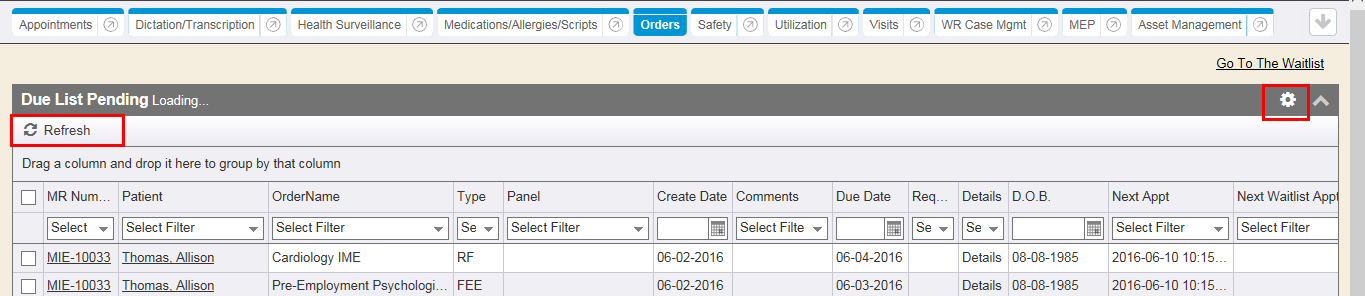 Appointments Dictation/Transcription Health Surveillance Medications/Allergies/Scripts Orders Safety Utilization Visits WR Case Mgmt MEP Asset Management
Go To The Waitlist
Due List Pending Loading...
Refresh
Drag a column and drop it here to group by that column
MR Num... Patient OrderName Type Panel Create Date Comments Due Date Req... Details D.O.B. Next Appt Next Waitlist Appt
Select Select Filter Select Filter Se Select Filter Select Filte Se Se Select Filter Select Filter
MIE-10033 Thomas, Allison Cardiology IME RF 06-02-2016 06-04-2016 Details 08-08-1985 2016-06-10 10:15...
MIE-10033 Thomas, Allison Pre-Employment Psychologi... FEE 06-02-2016 06-03-2016 Details 08-08-1985 2016-06-10 10:15...